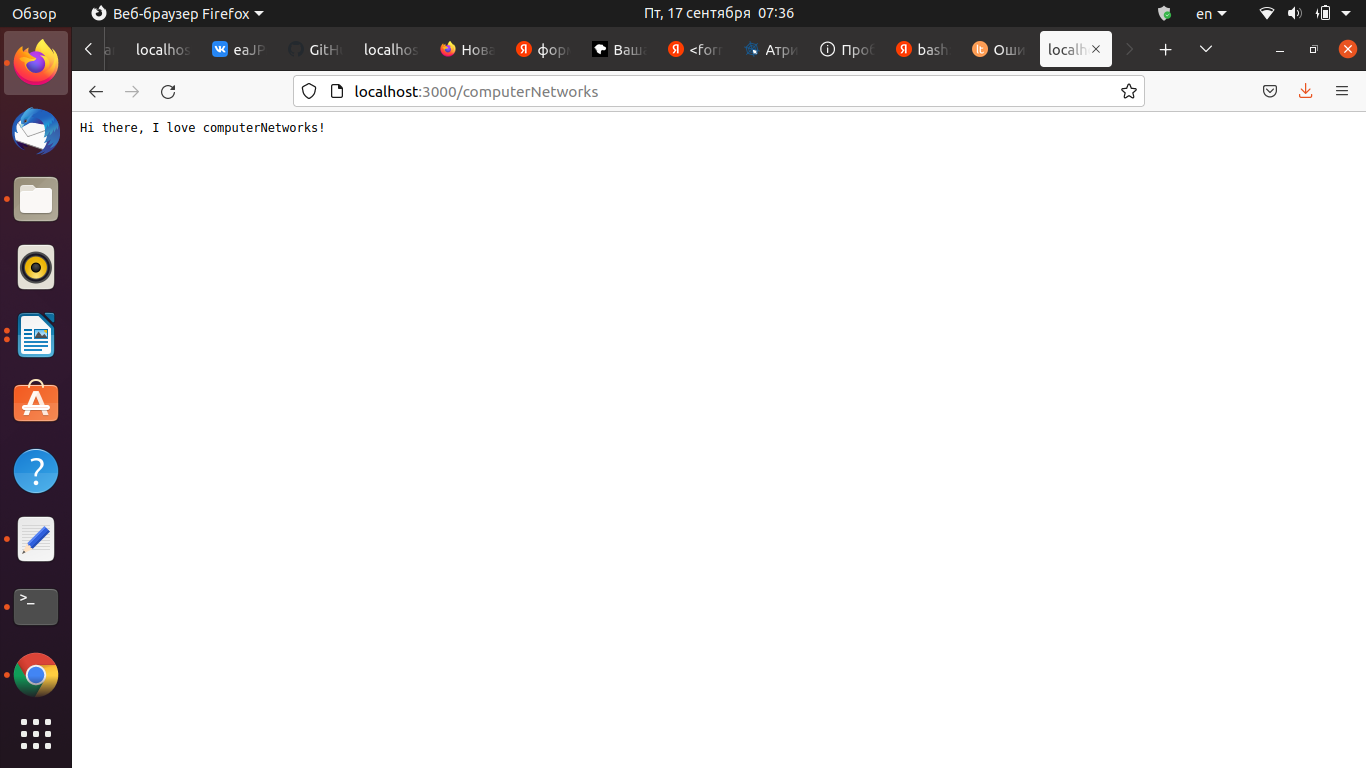 Обзор
Веб-браузер Firefox
Пт, 17 сентября 07:36
en
localhos
eaJP
GitH
localhos
Нова
фор
Ваша
<for
Атри
Проб
bash
Оши
localh
localhost:3000/computerNetworks
Hi there, I love computerNetworks!